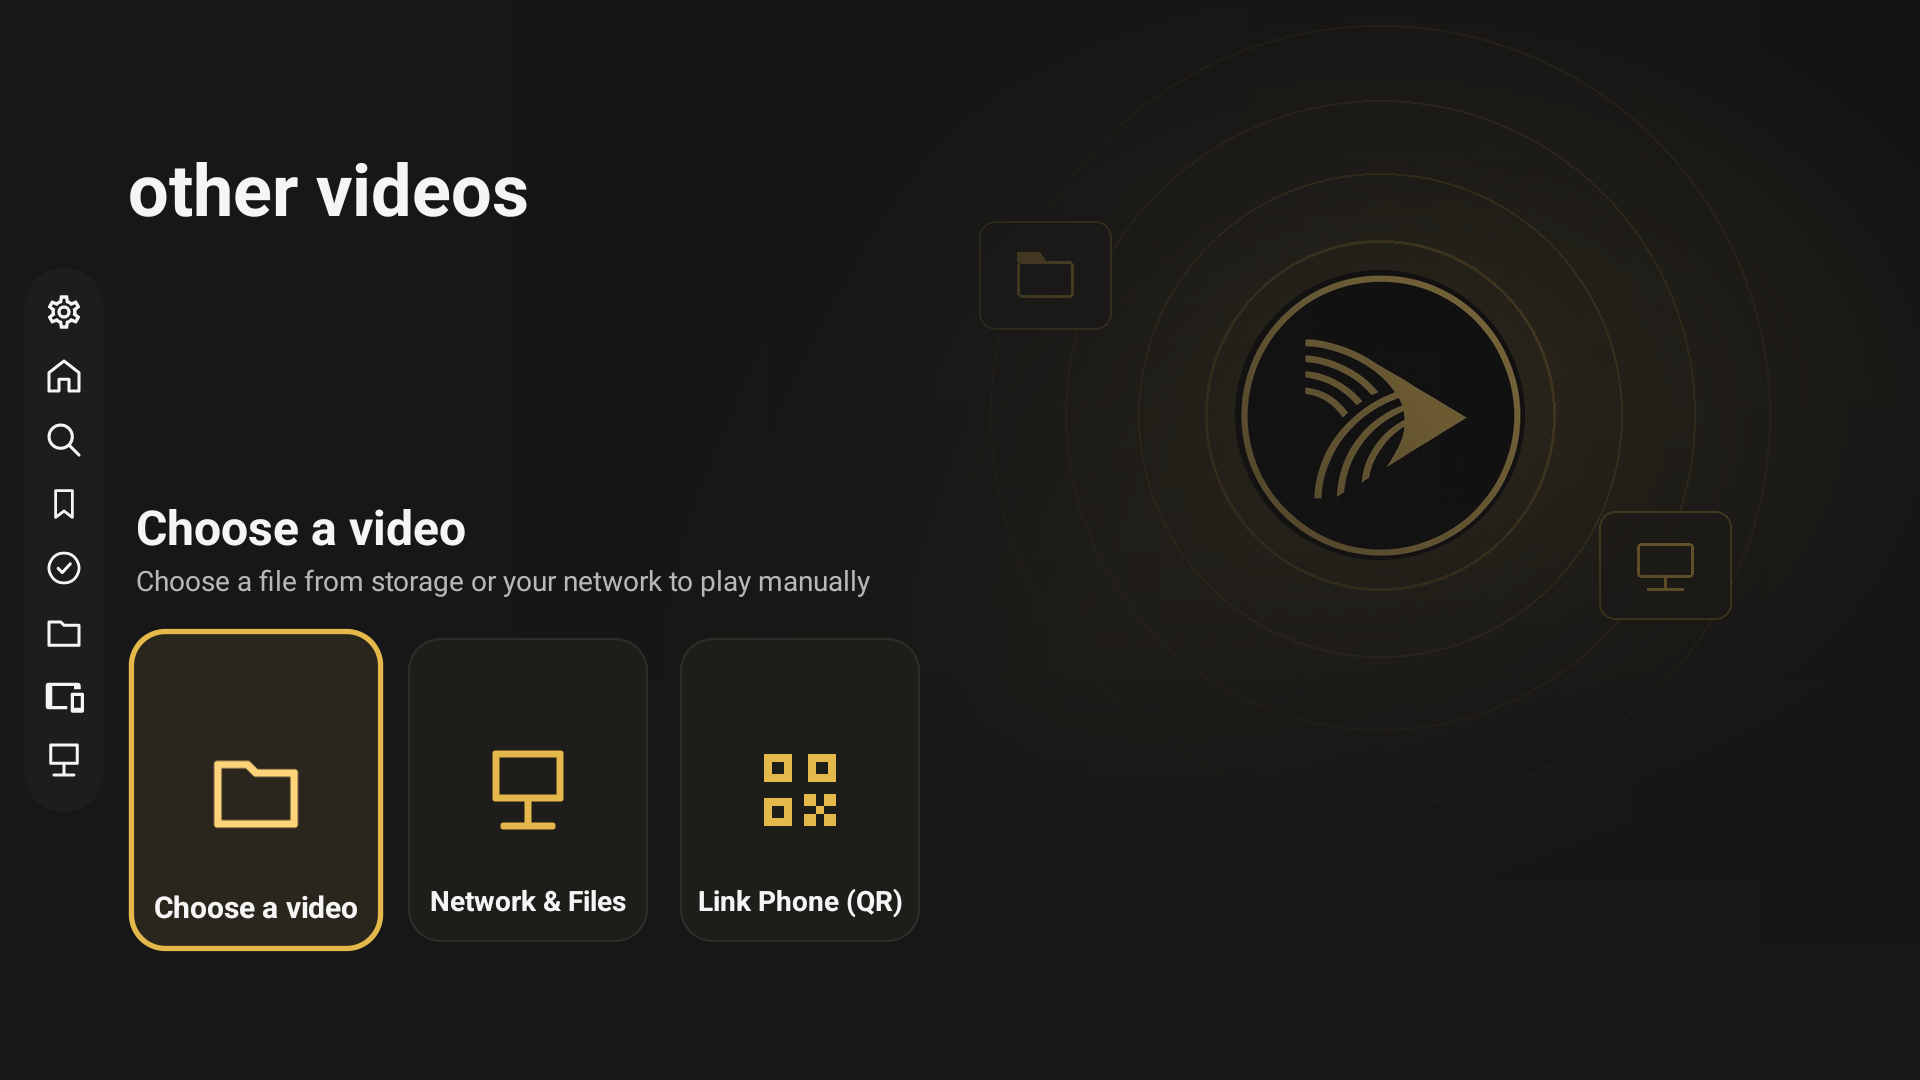 other videos
Choose a video
Choose a file from storage or your network to play manually
Choose a video
Network & Files
Link Phone (QR)